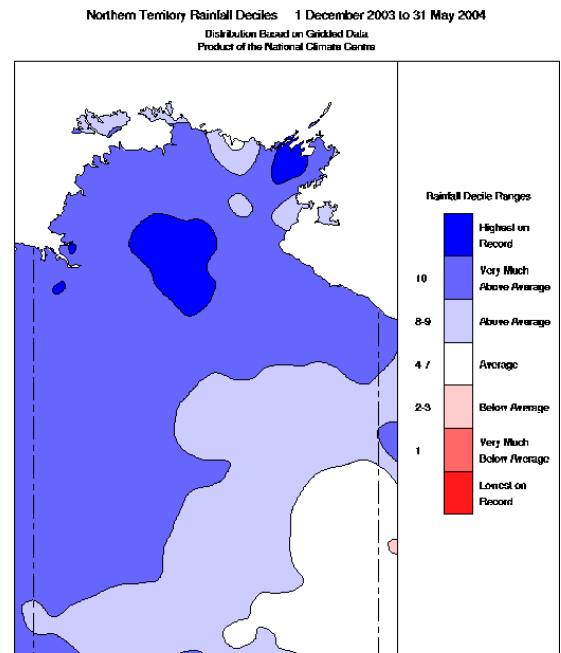 Northern Territory Rainfall Deciles 1 December 2003 to 31 May 2004
Distribution Based on Gridded Data
Product of the National Climate Centre
Rainfall Decile Ranges
Highest on
Record
10
Very Much
Above Average
8-9
Above Average
4-7
Average
2-3
Below Average
1
Very Much
Below Average
Lowest on
Record